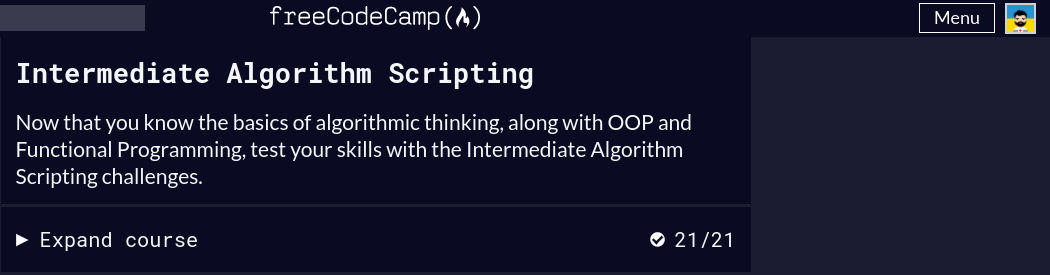 freeCodeCamp
Menu
Intermediate Algorithm Scripting
Now that you know the basics of algorithmic thinking, along with OOP and
Functional Programming, test your skills with the Intermediate Algorithm
Scripting challenges.
Expand course 21/21